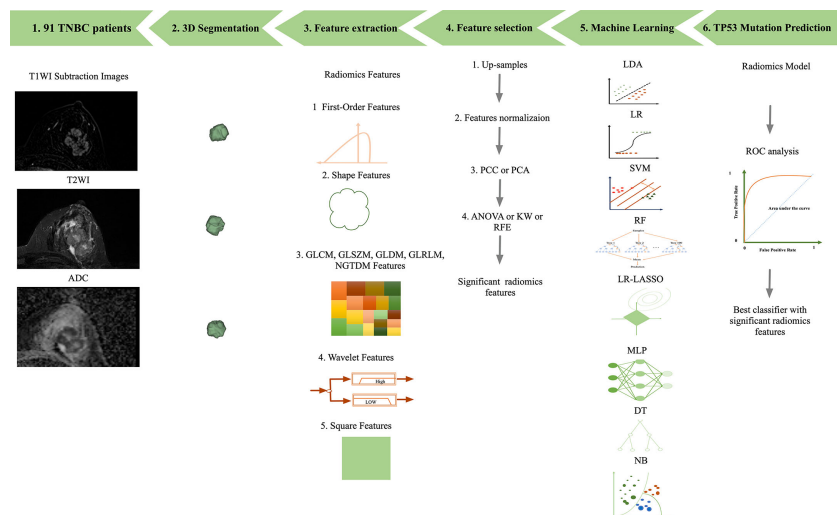 1. 91 TNBC patients
2. 3D Segmentation
3. Feature extraction
4. Feature selection
5. Machine Learning
6. TP53 Mutation Prediction
T1WI Subtraction Images
T2WI
ADC
Radiomics Features
1 First-Order Features
2. Shape Features
3. GLCM, GLSZM, GLDM, GLRLM,
NGTDM Features
4. Wavelet Features
High
LOW
5. Square Features
1. Up-samples
2. Features normalizaion
3. PCC or PCA
4. ANOVA or KW or
RFE
Significant radiomics
features
LDA
LR
SVM
RF
LR-LASSO
MLP
DT
NB
Radiomics Model
ROC analysis
True Positive Rate
Area under the curve
False Positive Rate
Best classifier with
significant radiomics
features